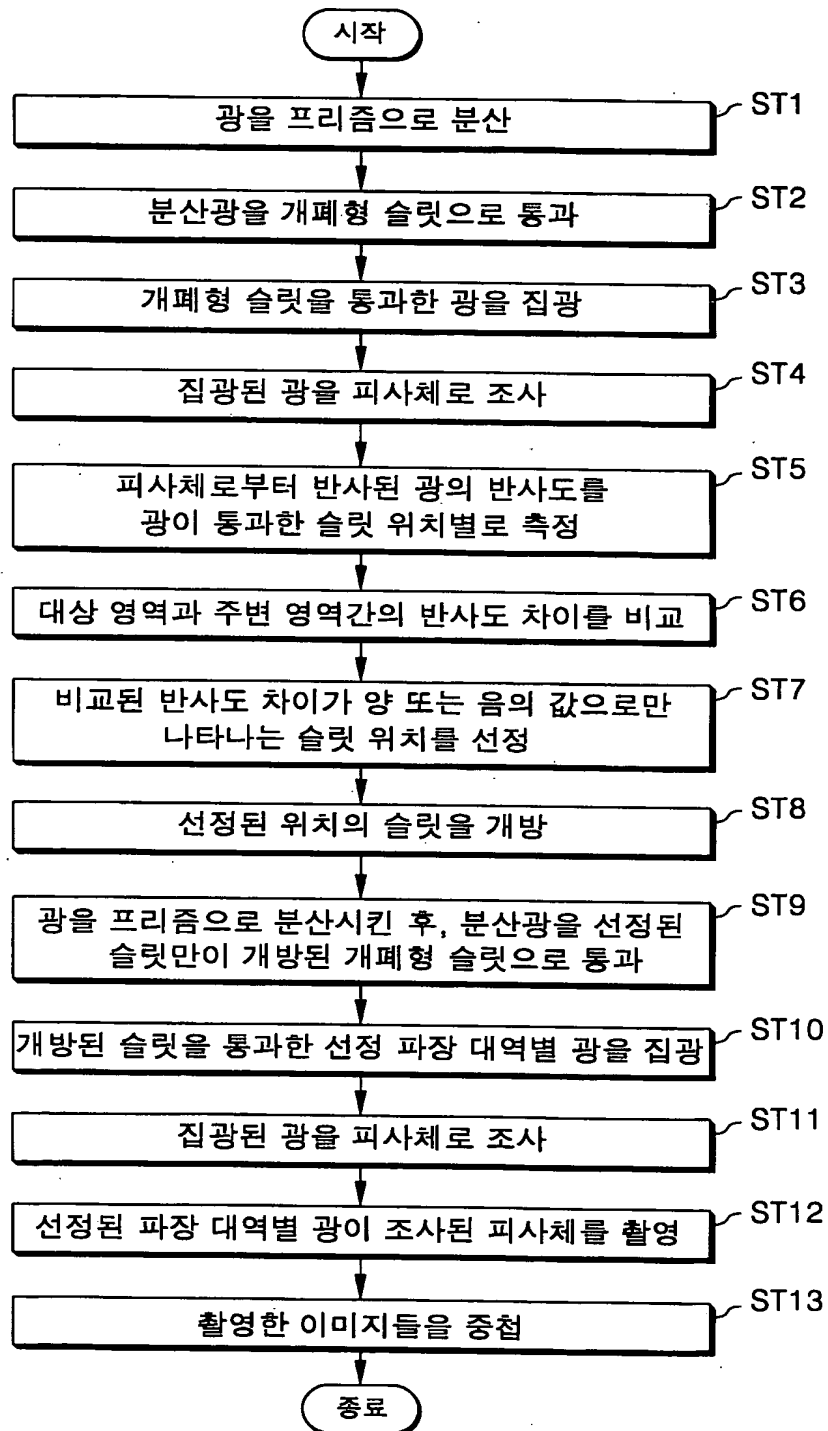 시작
광을 프리즘으로 분산
ST1
분산광을 개폐형 슬릿으로 통과
ST2
개폐형 슬릿을 통과한 광을 집광
ST3
집광된 광을 피사체로 조사
ST4
피사체로부터 반사된 광의 반사도를
광이 통과한 슬릿 위치별로 측정
ST5
대상 영역과 주변 영역간의 반사도 차이를 비교
ST6
비교된 반사도 차이가 양 또는 음의 값으로만
나타나는 슬릿 위치를 선정
ST7
선정된 위치의 슬릿을 개방
ST8
광을 프리즘으로 분산시킨 후, 분산광을 선정된
슬릿만이 개방된 개폐형 슬릿으로 통과
ST9
개방된 슬릿을 통과한 선정 파장 대역별 광을 집광
ST10
집광된 광을 피사체로 조사
ST11
선정된 파장 대역별 광이 조사된 피사체를 촬영
ST12
촬영한 이미지들을 중첩
ST13
종료